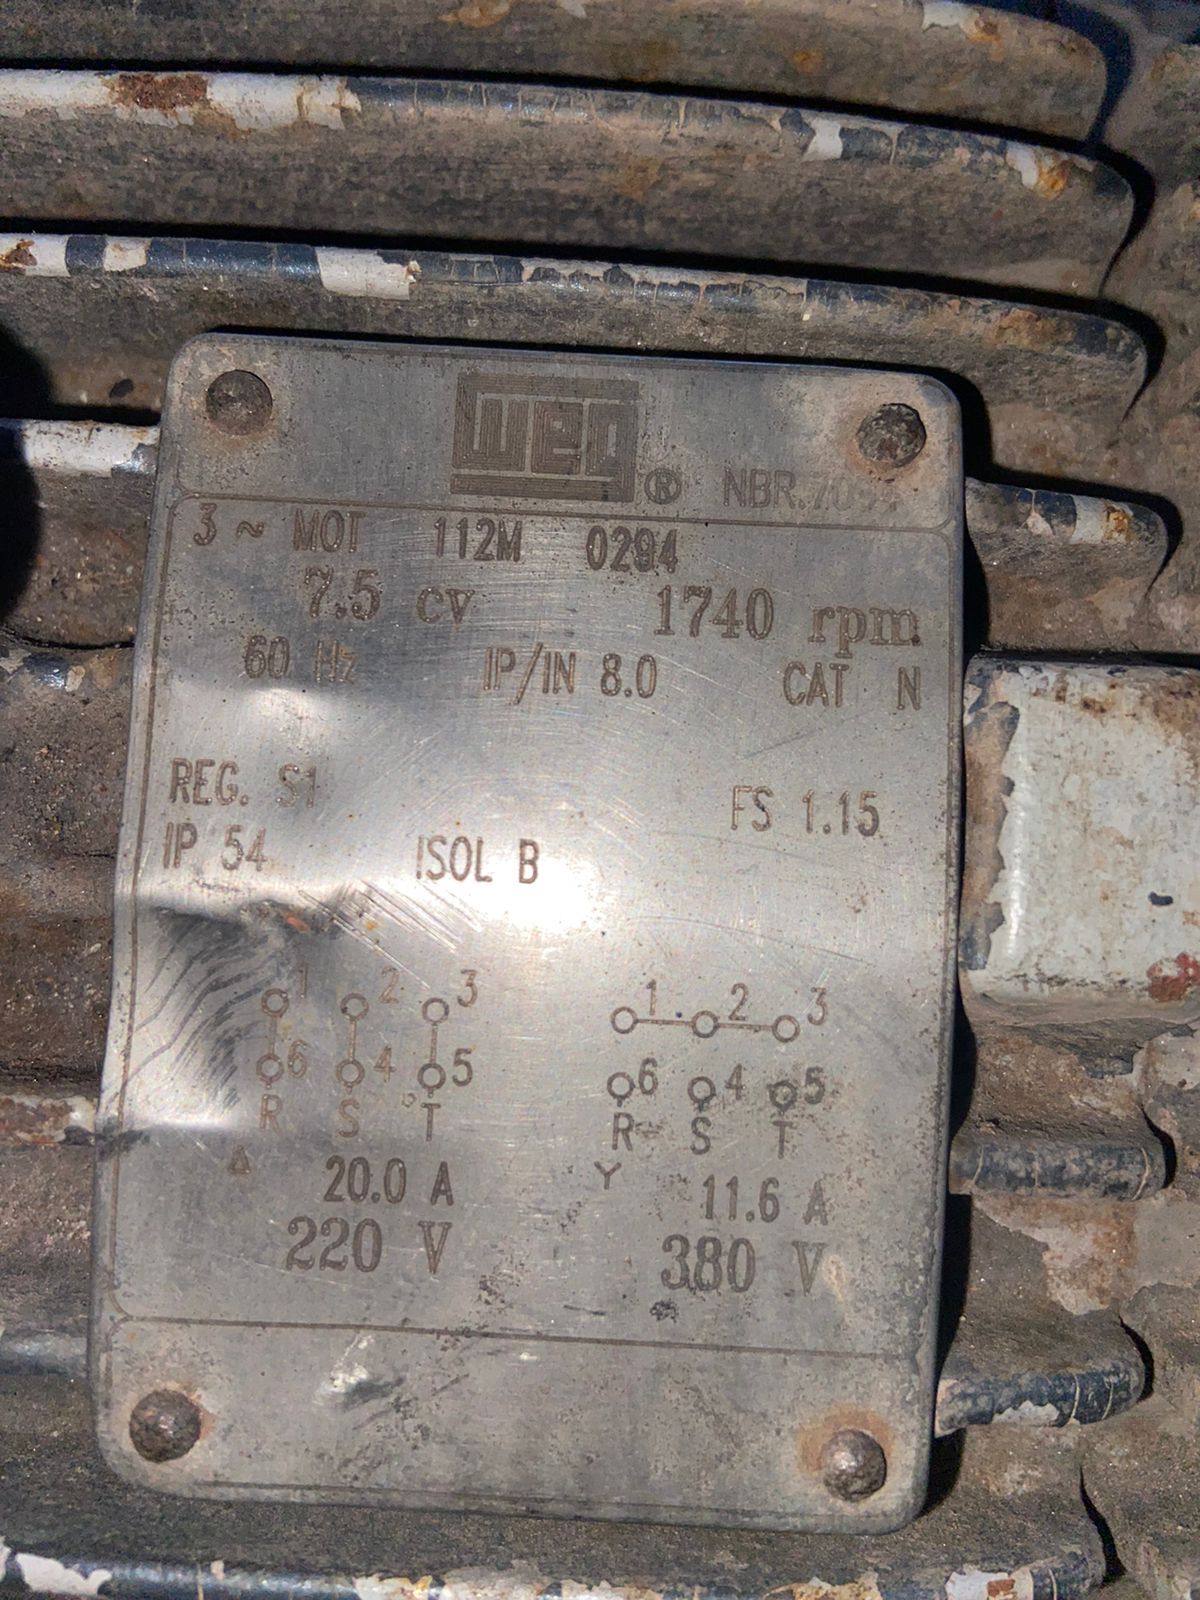 WEG ® NBR.7094
3 ~ MOT 112M 0294
7.5 cv 1740 rpm
60 Hz IP/IN 8.0 CAT N
REG. S1 FS 1.15
IP 54 ISOL B
1 2 3 1 2 3
6 4 5 6 4 5
R S T R S T
Δ 20.0 A Y 11.6 A
220 V 380 V